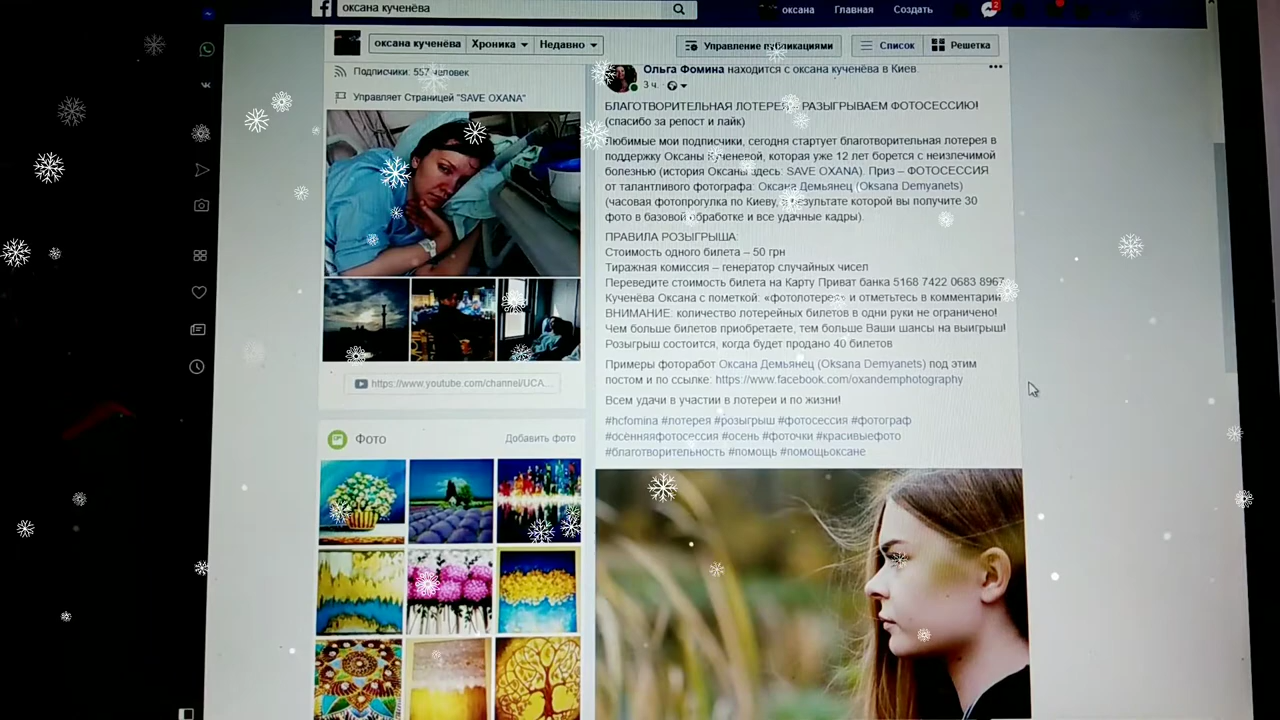 оксана кученёва
оксана
Главная
Создать
2
оксана кученёва
Хроника
Недавно
Управление публикациями
Список
Решетка
Подписчики: 557 человек
Управляет Страницей "SAVE OXANA"
https://www.youtube.com/channel/UCA...
Фото
Добавить фото
Ольга Фомина находится с оксана кученёва в Киев.
3 ч.
БЛАГОТВОРИТЕЛЬНАЯ ЛОТЕРЕЯ РАЗЫГРЫВАЕМ ФОТОСЕССИЮ!
(спасибо за репост и лайк)
Любимые мои подписчики, сегодня стартует благотворительная лотерея в
поддержку Оксаны Кученевой, которая уже 12 лет борется с неизлечимой
болезнью (история Оксаны здесь: SAVE OXANA). Приз – ФОТОСЕССИЯ
от талантливого фотографа: Оксана Демьянец (Oksana Demyanets)
(часовая фотопрогулка по Киеву, в результате которой вы получите 30
фото в базовой обработке и все удачные кадры).
ПРАВИЛА РОЗЫГРЫША:
Стоимость одного билета – 50 грн
Тиражная комиссия – генератор случайных чисел
Переведите стоимость билета на Карту Приват банка 5168 7422 0683 8967
Кученёва Оксана с пометкой: «фотолотерея» и отметьтесь в комментарии
ВНИМАНИЕ: количество лотерейных билетов в одни руки не ограничено!
Чем больше билетов приобретаете, тем больше Ваши шансы на выигрыш!
Розыгрыш состоится, когда будет продано 40 билетов
Примеры фоторабот Оксана Демьянец (Oksana Demyanets) под этим
постом и по ссылке: https://www.facebook.com/oxandemphotography
Всем удачи в участии в лотереи и по жизни!
#hcfomina #лотерея #розыгрыш #фотосессия #фотограф
#осенняяфотосессия #осень #фоточки #красивыефото
#благотворительность #помощь #помощьоксане